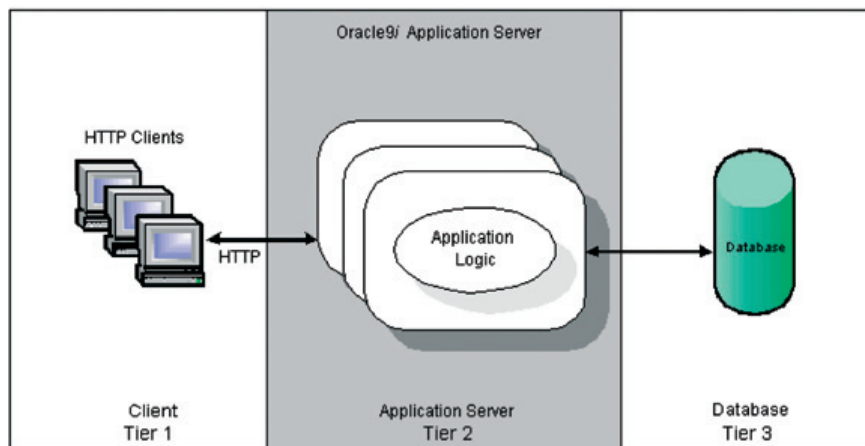 Oracle9i Application Server
HTTP Clients
HTTP
Application
Logic
Database
Client
Tier 1
Application Server
Tier 2
Database
Tier 3